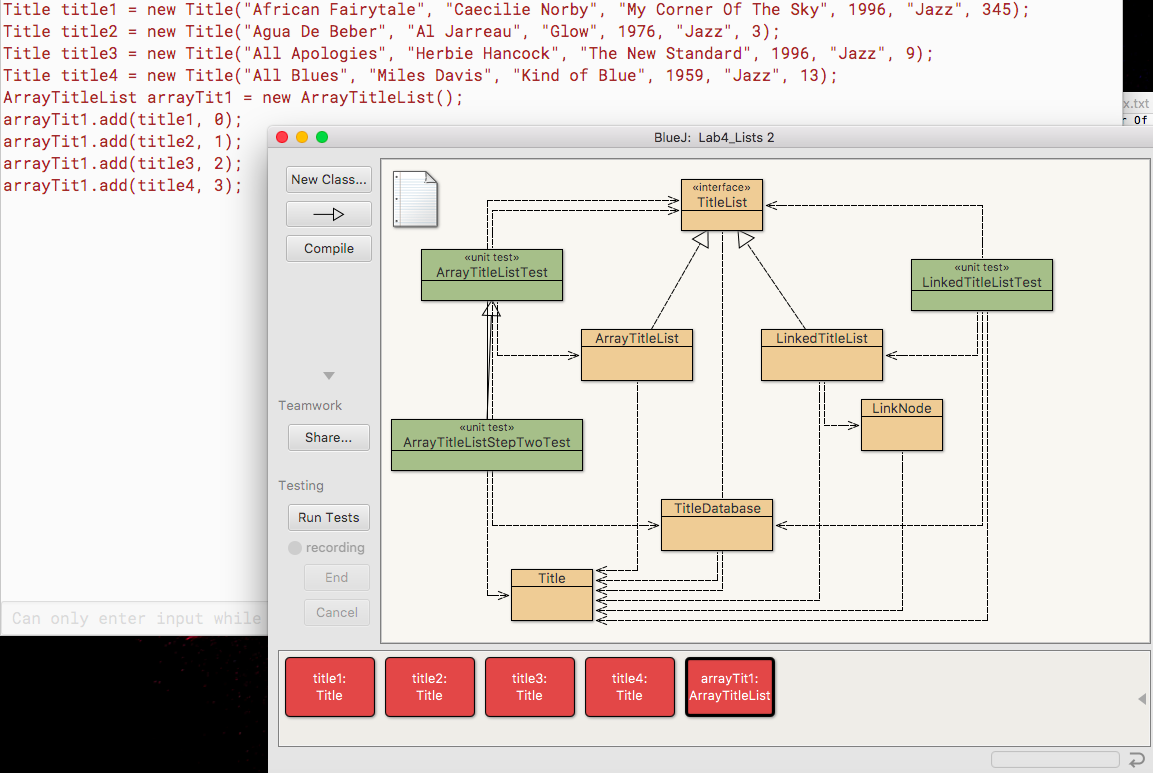 Title title1 = new Title("African Fairytale", "Caecilie Norby", "My Corner Of The Sky", 1996, "Jazz", 345);
Title title2 = new Title("Agua De Beber", "Al Jarreau", "Glow", 1976, "Jazz", 3);
Title title3 = new Title("All Apologies", "Herbie Hancock", "The New Standard", 1996, "Jazz", 9);
Title title4 = new Title("All Blues", "Miles Davis", "Kind of Blue", 1959, "Jazz", 13);
ArrayTitleList arrayTit1 = new ArrayTitleList();
arrayTit1.add(title1, 0);
arrayTit1.add(title2, 1);
arrayTit1.add(title3, 2);
arrayTit1.add(title4, 3);
x.txt
r Of
BlueJ: Lab4_Lists 2
New Class...
Compile
Teamwork
Share...
Testing
Run Tests
recording
End
Cancel
«interface»
TitleList
«unit test»
ArrayTitleListTest
«unit test»
LinkedTitleListTest
ArrayTitleList
LinkedTitleList
LinkNode
«unit test»
ArrayTitleListStepTwoTest
TitleDatabase
Title
Can only enter input while
title1:
Title
title2:
Title
title3:
Title
title4:
Title
arrayTit1:
ArrayTitleList